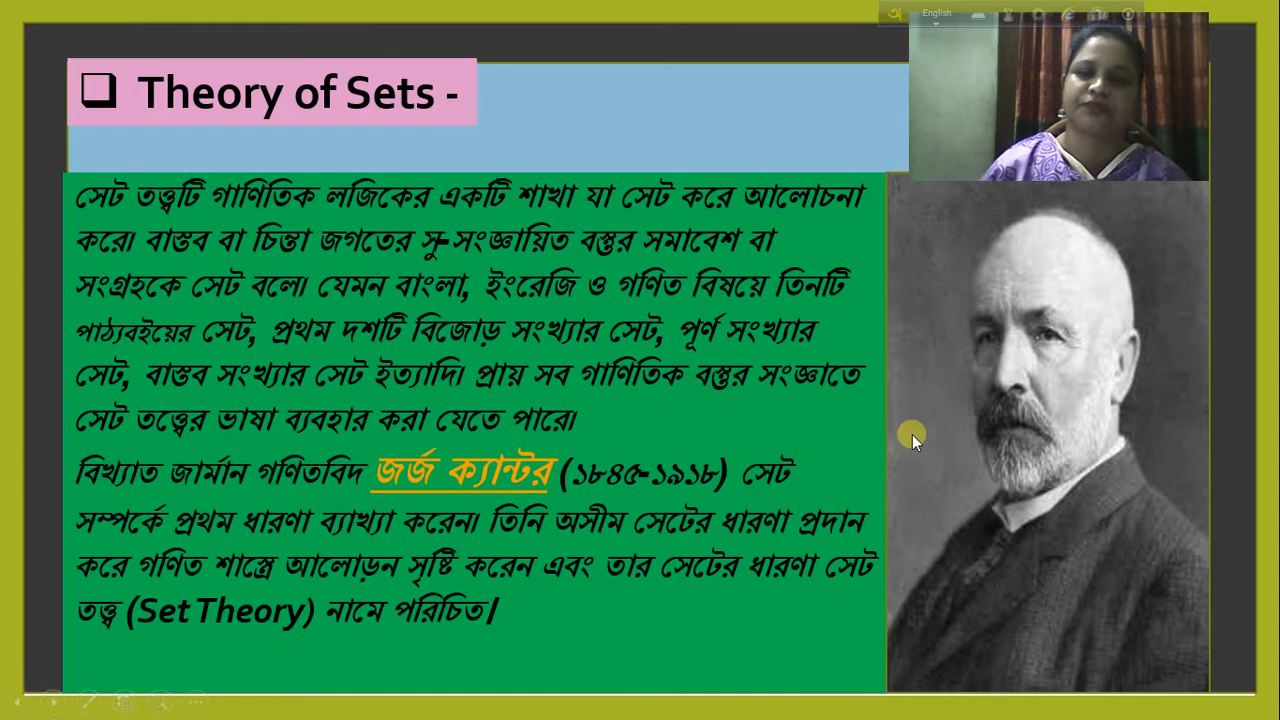 অ English
❑ Theory of Sets -
সেট তত্ত্বটি গাণিতিক লজিকের একটি শাখা যা সেট করে আলোচনা
করে। বাস্তব বা চিন্তা জগতের সু-সংজ্ঞায়িত বস্তুর সমাবেশ বা
সংগ্রহকে সেট বলে। যেমন বাংলা, ইংরেজি ও গণিত বিষয়ে তিনটি
পাঠ্যবইয়ের সেট, প্রথম দশটি বিজোড় সংখ্যার সেট, পূর্ণ সংখ্যার
সেট, বাস্তব সংখ্যার সেট ইত্যাদি। প্রায় সব গাণিতিক বস্তুর সংজ্ঞাতে
সেট তত্ত্বের ভাষা ব্যবহার করা যেতে পারে।
বিখ্যাত জার্মান গণিতবিদ জর্জ ক্যান্টর (১৮৪৫-১৯১৮) সেট
সম্পর্কে প্রথম ধারণা ব্যাখ্যা করেন। তিনি অসীম সেটের ধারণা প্রদান
করে গণিত শাস্ত্রে আলোড়ন সৃষ্টি করেন এবং তার সেটের ধারণা সেট
তত্ত্ব (Set Theory) নামে পরিচিত।